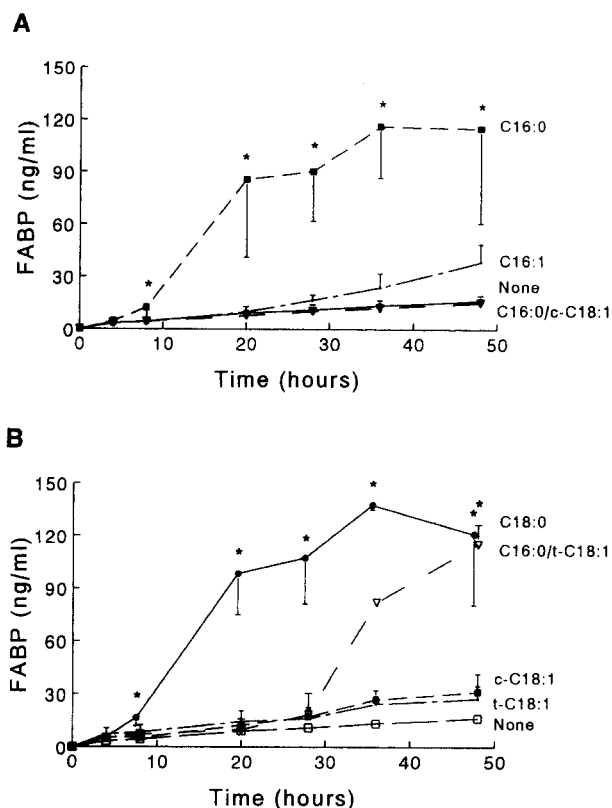 A
150
120
90
60
30
0
FABP (ng/ml)
* * * * *
C16:0
C16:1
None
C16:0/c-C18:1
0 10 20 30 40 50
Time (hours)
B
150
120
90
60
30
0
FABP (ng/ml)
* * * * * *
C18:0
C16:0/t-C18:1
c-C18:1
t-C18:1
None
0 10 20 30 40 50
Time (hours)